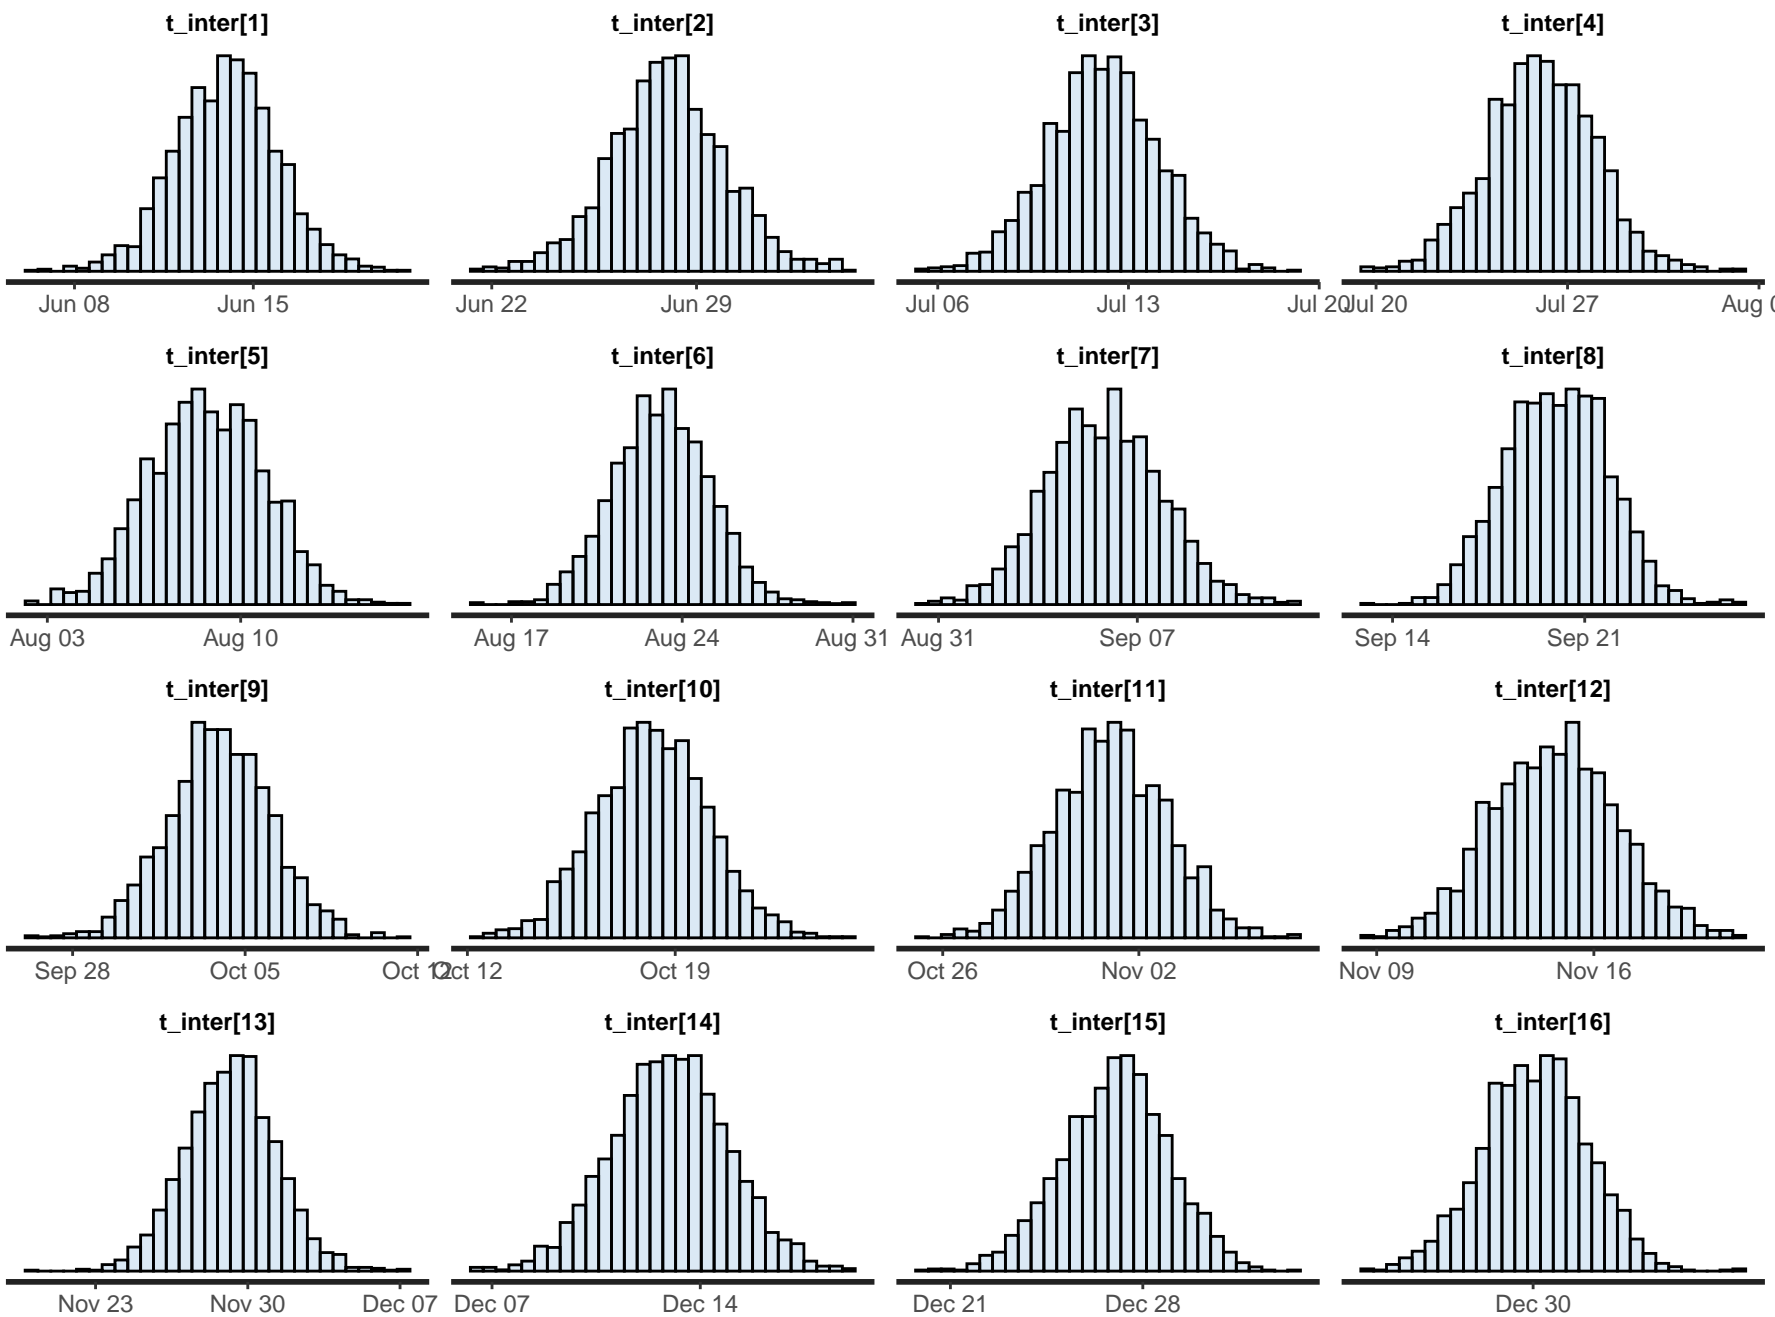 t_inter[1] t_inter[2] t_inter[3] t_inter[4]
Jun 08 Jun 15 Jun 22 Jun 29 Jul 06 Jul 13 Jul 20 Jul 20 Jul 27 Aug 0
t_inter[5] t_inter[6] t_inter[7] t_inter[8]
Aug 03 Aug 10 Aug 17 Aug 24 Aug 31 Aug 31 Sep 07 Sep 14 Sep 21
t_inter[9] t_inter[10] t_inter[11] t_inter[12]
Sep 28 Oct 05 Oct 12 Oct 12 Oct 19 Oct 26 Nov 02 Nov 09 Nov 16
t_inter[13] t_inter[14] t_inter[15] t_inter[16]
Nov 23 Nov 30 Dec 07 Dec 07 Dec 14 Dec 21 Dec 28 Dec 30